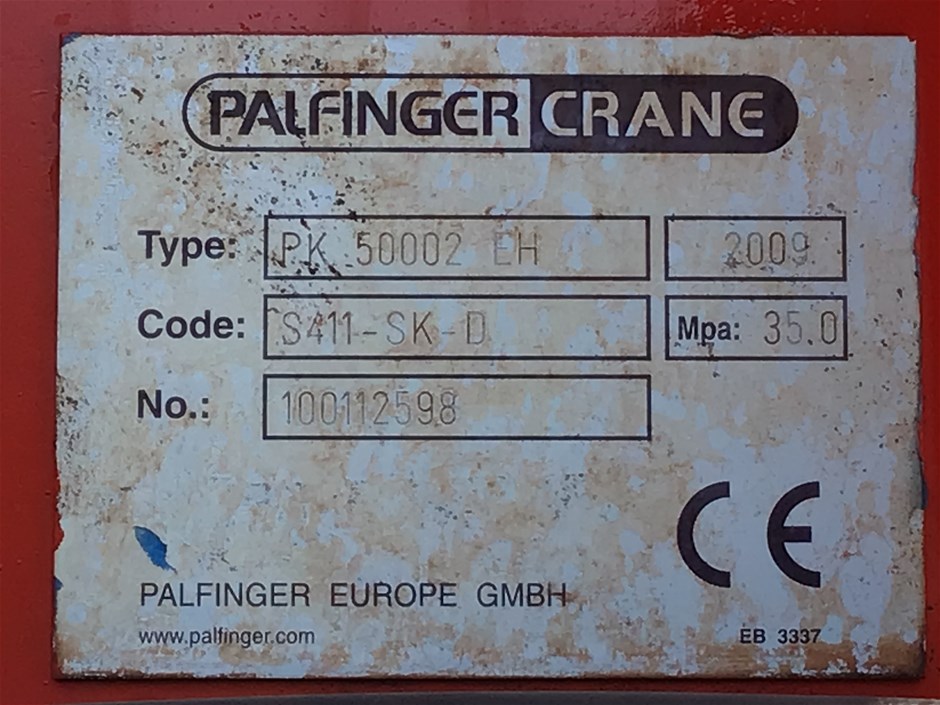 PALFINGER CRANE
Type: PK 50002 EH 2009
Code: S411-SK-D Mpa: 35.0
No.: 100112598
CE
PALFINGER EUROPE GMBH
www.palfinger.com EB 3337